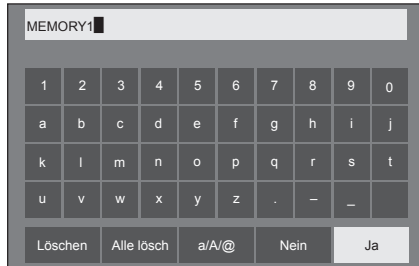 MEMORY1
1 2 3 4 5 6 7 8 9 0
a b c d e f g h i j
k l m n o p q r s t
u v w x y z . – _
Löschen Alle lösch a/A/@ Nein Ja